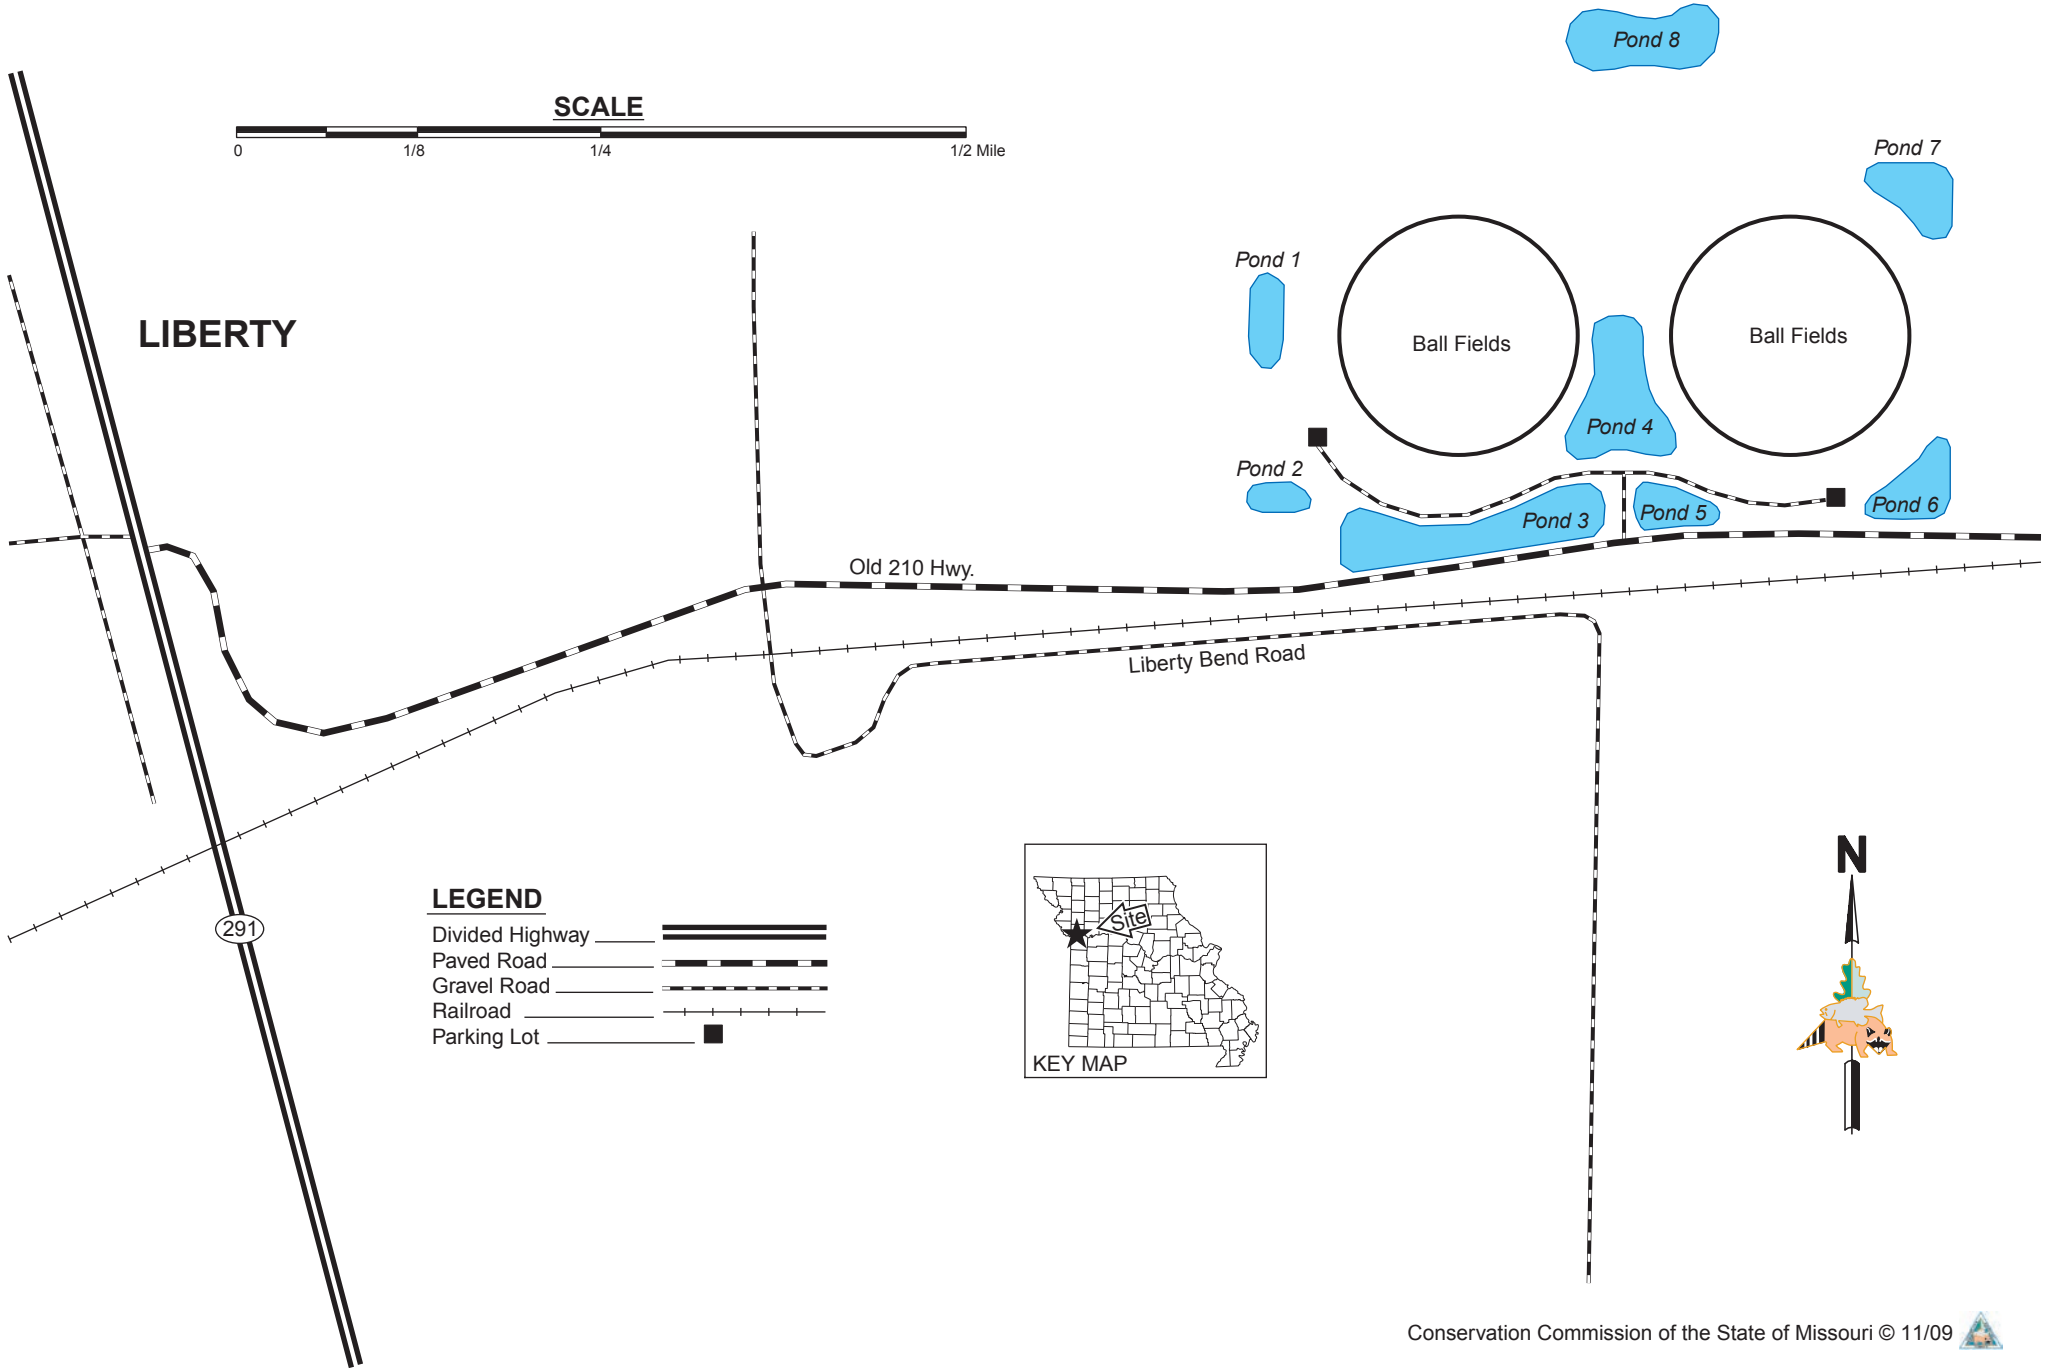 Pond 8
SCALE
0 1/8 1/4 1/2 Mile
Pond 7
Pond 1
LIBERTY
Ball Fields
Ball Fields
Pond 4
Pond 2
Pond 6
Pond 5
Pond 3
Old 210 Hwy.
Liberty Bend Road
N
LEGEND
Divided Highway
Paved Road
Gravel Road
Railroad
Parking Lot
Site
291
KEY MAP
Conservation Commission of the State of Missouri © 11/09